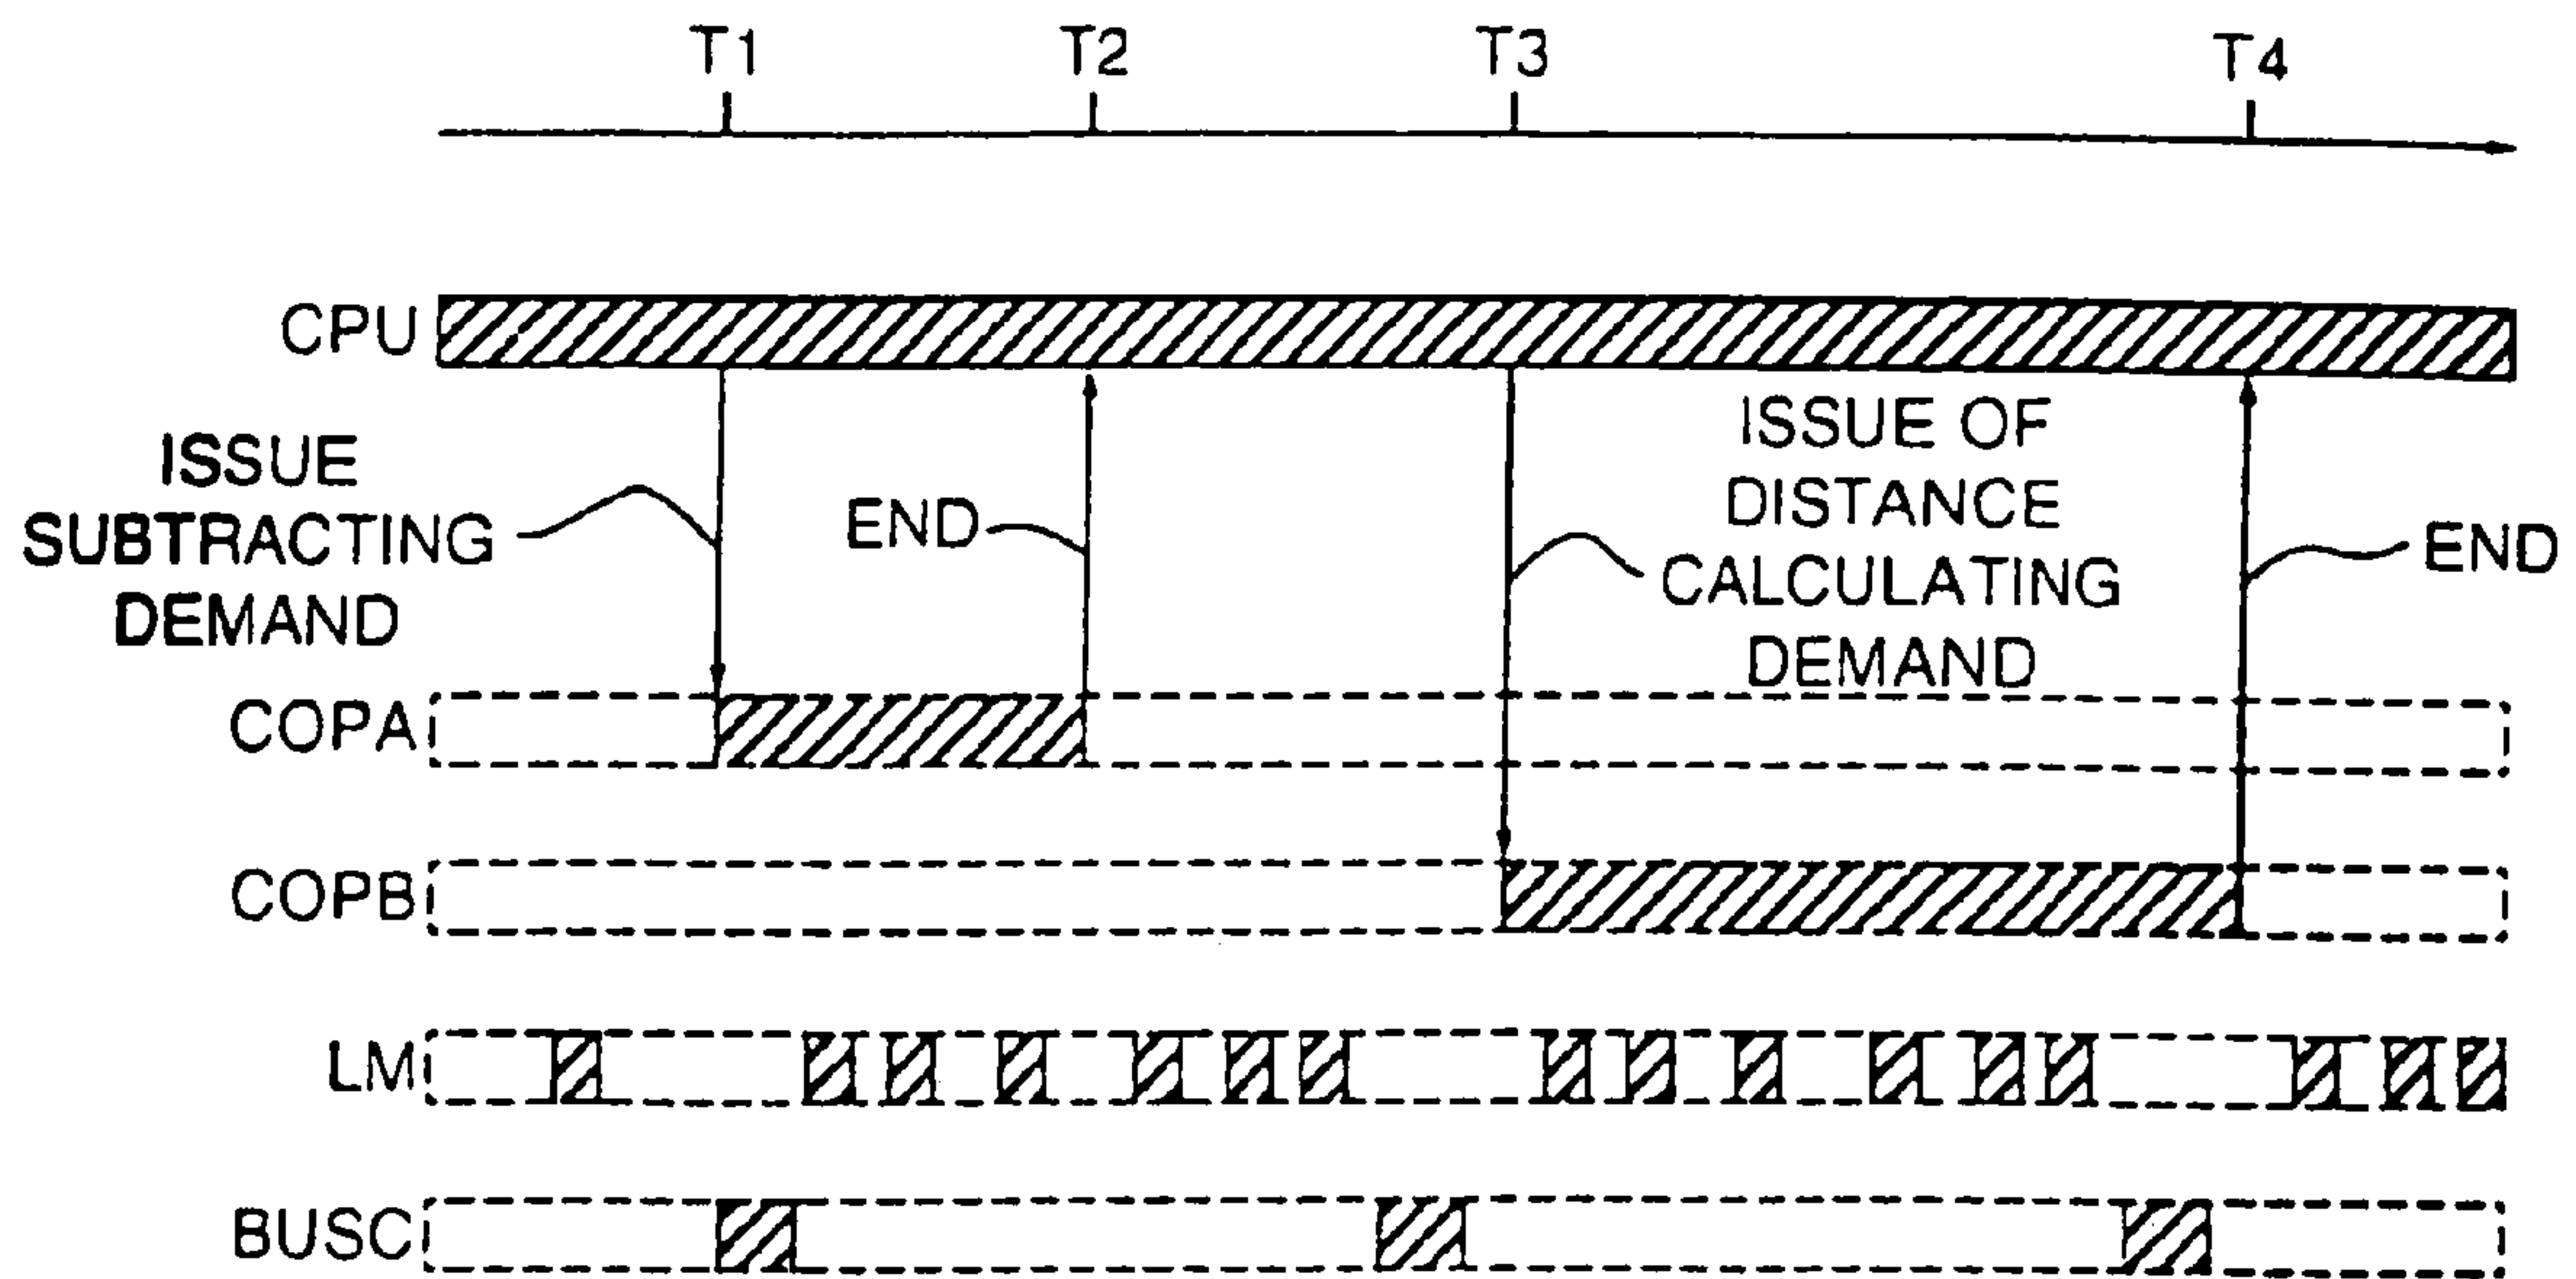 T1
T2
T3
T4
CPU
ISSUE
SUBTRACTING
DEMAND
END
ISSUE OF
DISTANCE
CALCULATING
DEMAND
END
COPA
COPB
LM
BUSC